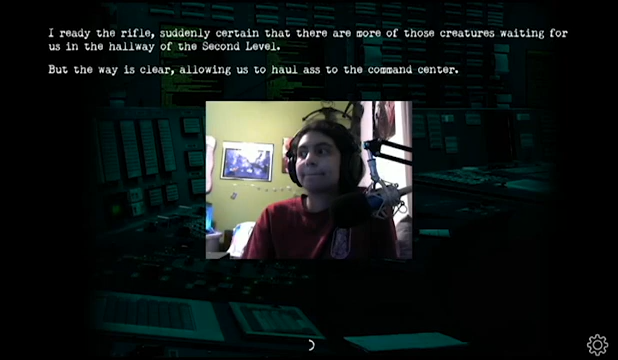 I ready the rifle, suddenly certain that there are more of those creatures waiting for
us in the hallway of the Second Level.
But the way is clear, allowing us to haul ass to the command center.